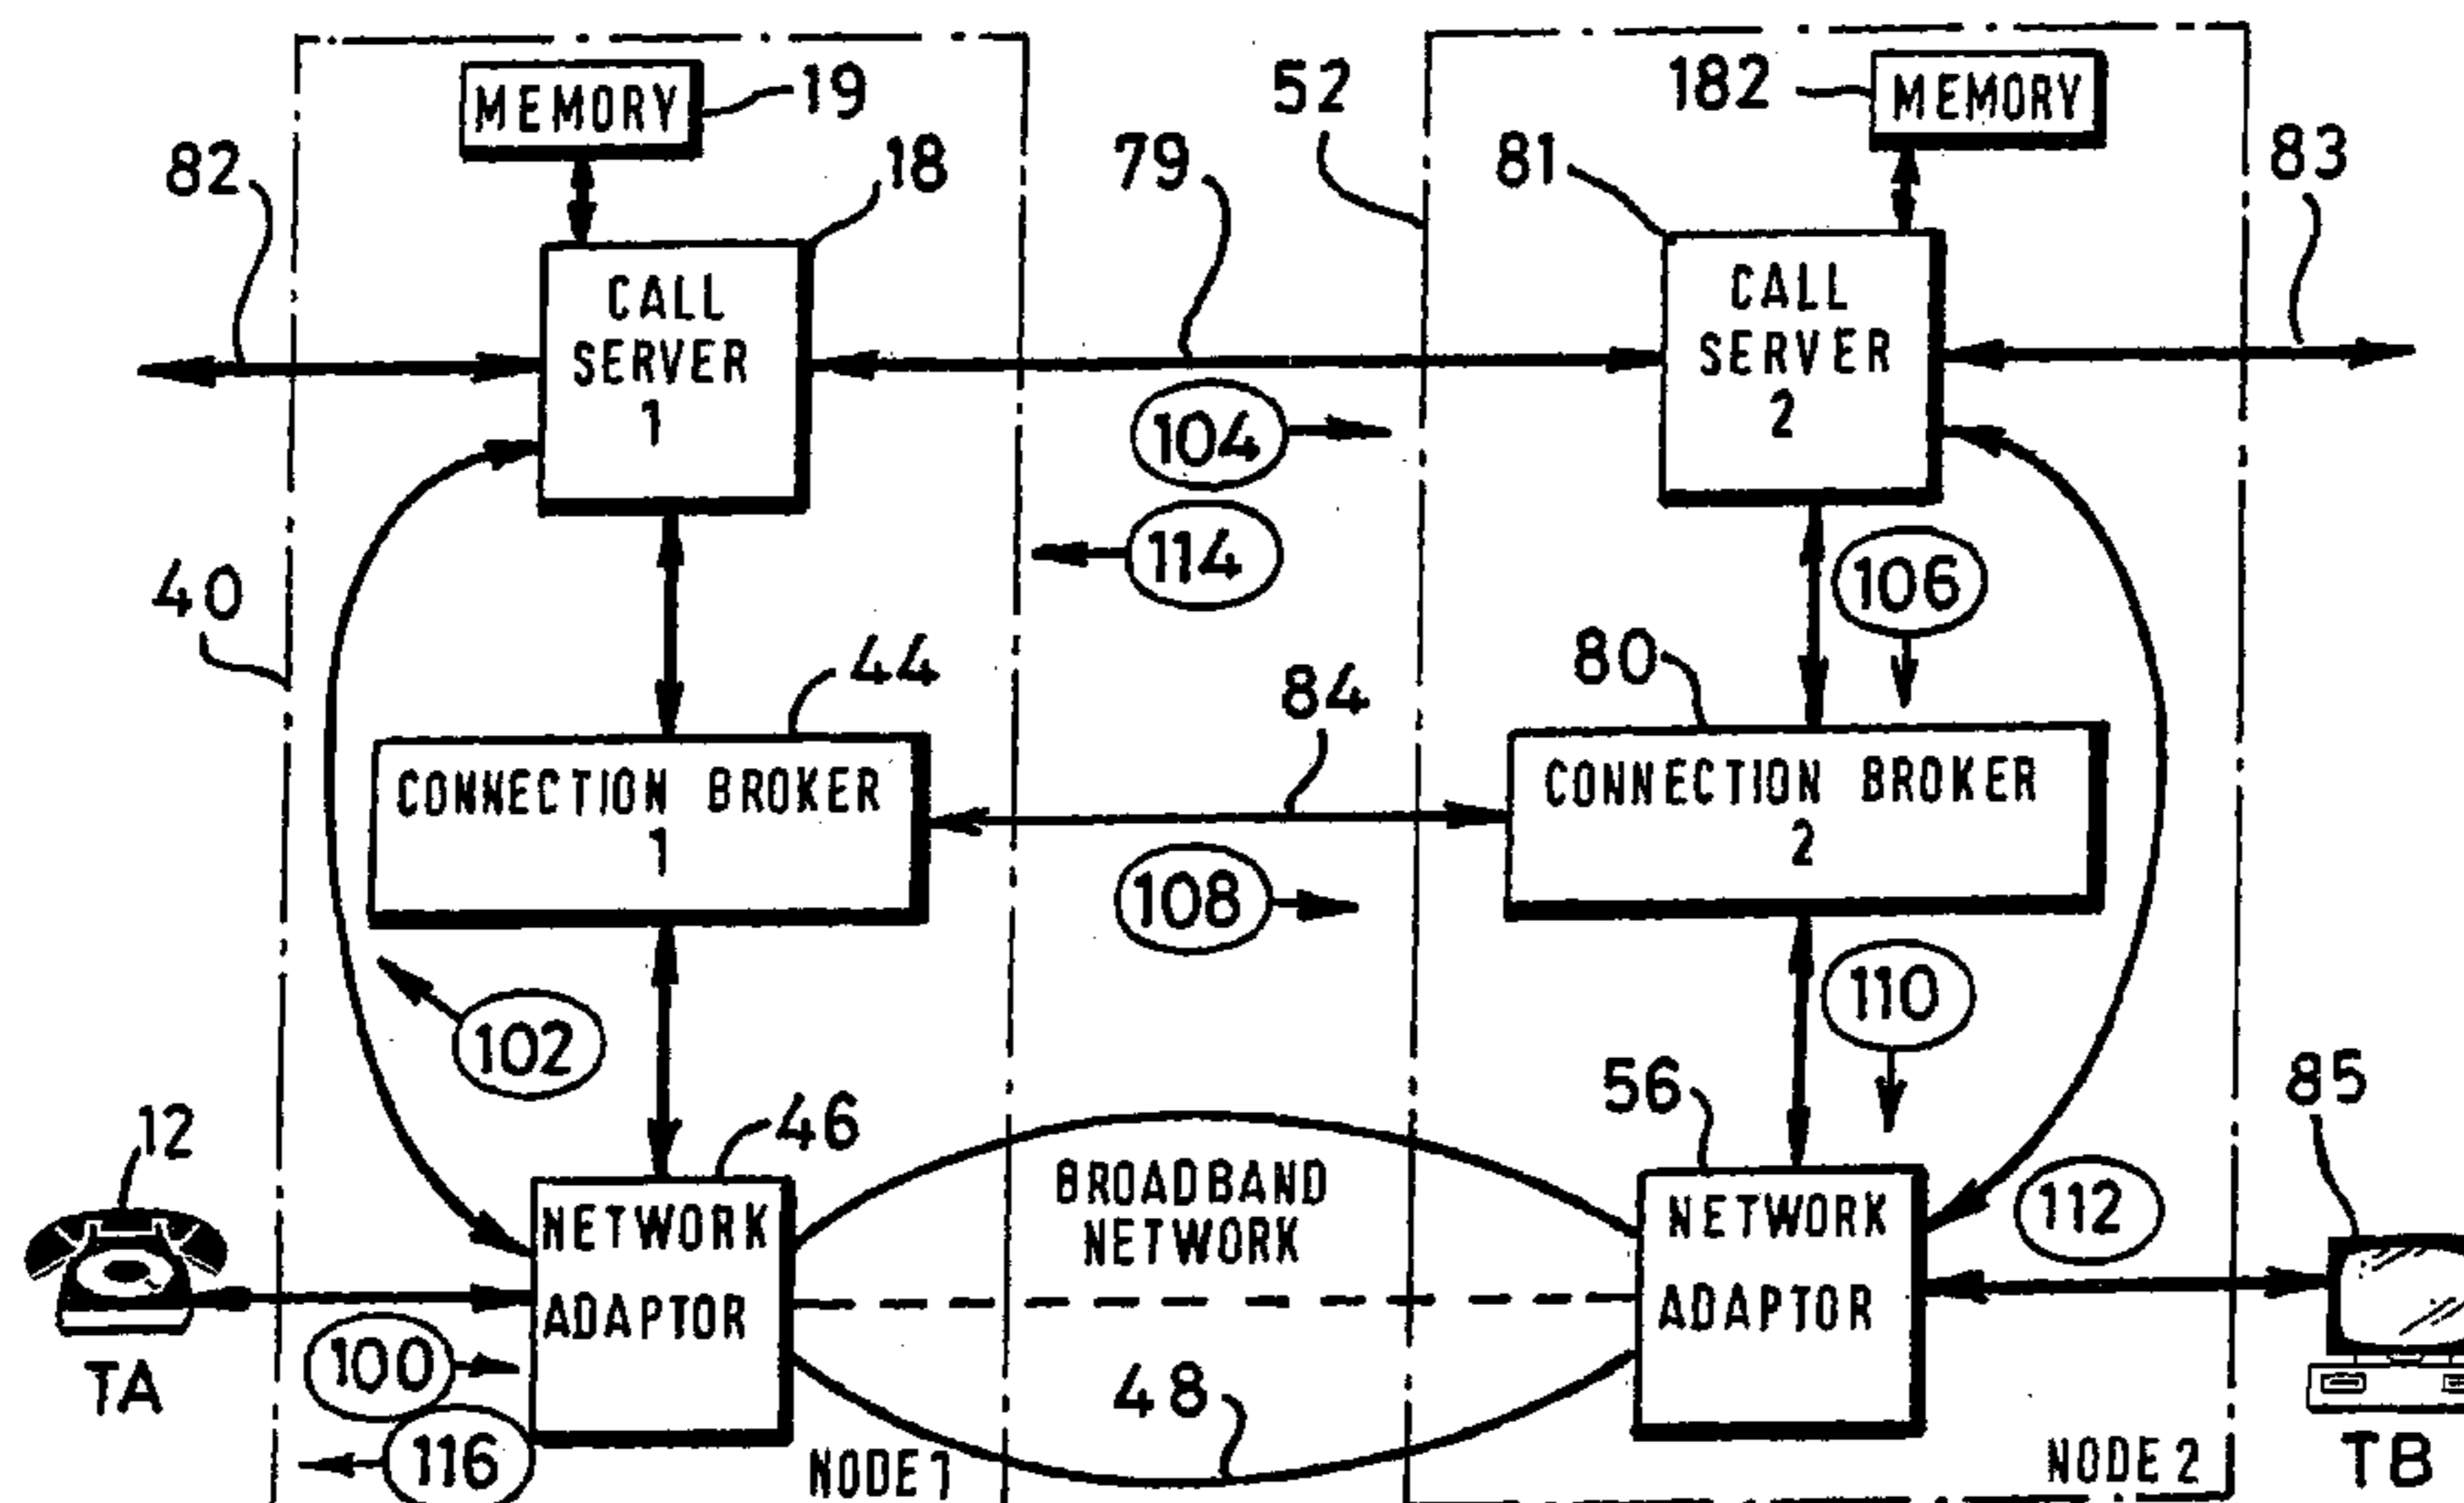 MEMORY
19
52
182
MEMORY
82
18
79
81
83
CALL
SERVER
1
CALL
SERVER
2
104
114
106
40
44
84
80
CONNECTION BROKER
1
CONNECTION BROKER
2
108
102
110
12
46
56
85
BROADBAND
NETWORK
112
NETWORK
ADAPTOR
NETWORK
ADAPTOR
100
TA
48
116
NODE 1
NODE 2
TB